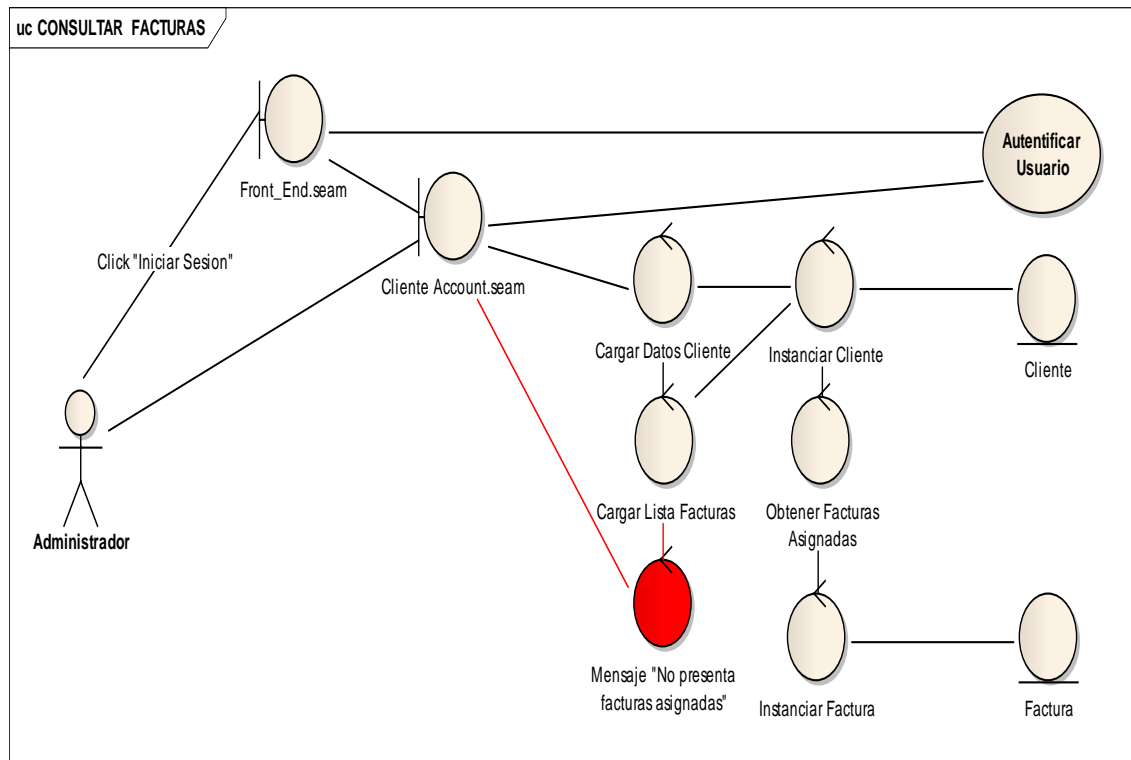 uc CONSULTAR FACTURAS
Autentificar
Usuario
Front_End.seam
Click "Iniciar Sesion"
Cliente Account.seam
Cargar Datos Cliente
Instanciar Cliente
Cliente
Cargar Lista Facturas
Obtener Facturas
Asignadas
Administrador
Mensaje "No presenta
facturas asignadas"
Instanciar Factura
Factura